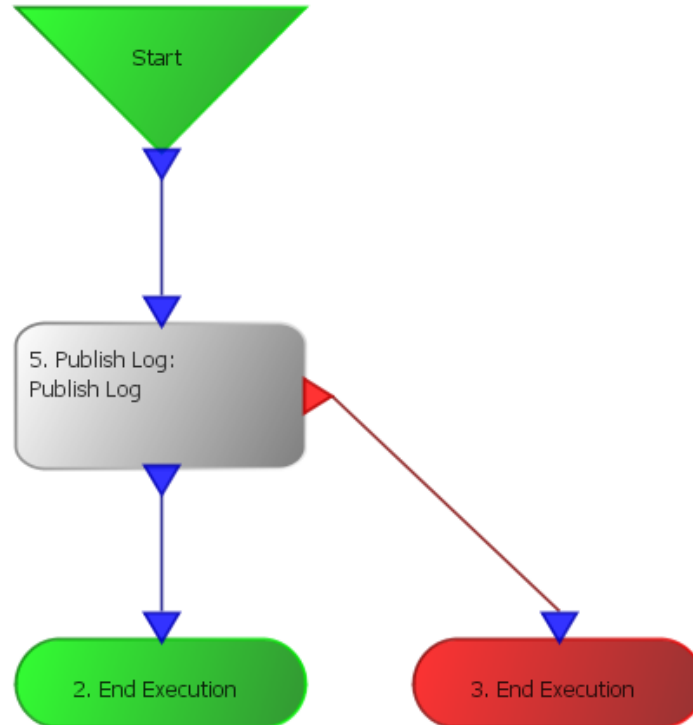 Start
5. Publish Log:
Publish Log
2. End Execution
3. End Execution